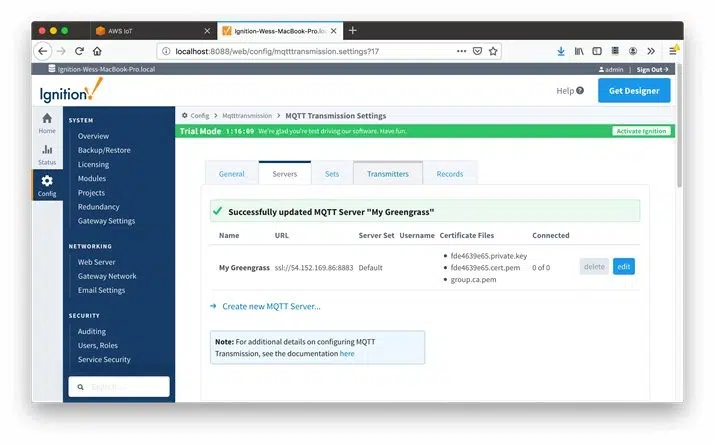 AWS IoT
Ignition-Wess-MacBook-Pro.loca
localhost:8088/web/config/mqtttransmission.settings?17
Ignition-Wess-MacBook-Pro.local
admin | Sign Out
Ignition!
Help
Get Designer
Config > Mqtttransmission > MQTT Transmission Settings
Trial Mode 1:16:09 We're glad you're test driving our software. Have fun.
Activate Ignition
Home
Status
Config
SYSTEM
Overview
Backup/Restore
Licensing
Modules
Projects
Redundancy
Gateway Settings
NETWORKING
Web Server
Gateway Network
Email Settings
SECURITY
Auditing
Users, Roles
Service Security
Search...
General Servers Sets Transmitters Records
Successfully updated MQTT Server "My Greengrass"
Name URL Server Set Username Certificate Files Connected
My Greengrass ssl://54.152.169.86:8883 Default
fde4639e65.private.key
fde4639e65.cert.pem
group.ca.pem
0 of 0
delete edit
Create new MQTT Server...
Note: For additional details on configuring MQTT
Transmission, see the documentation here